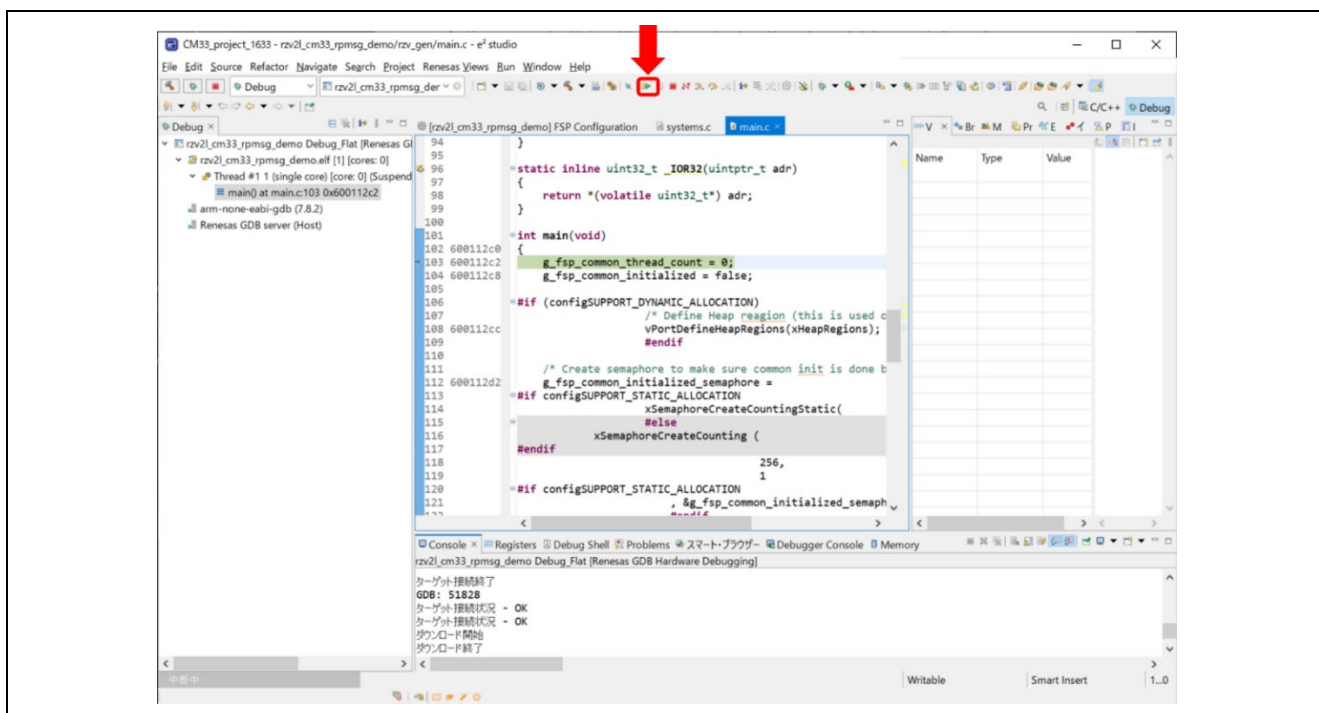 CM33_project_1633 - rzv2l_cm33_rpmsg_demo/rzv_gen/main.c - e² studio
File Edit Source Refactor Navigate Search Project Renesas Views Run Window Help
Debug rzv2l_cm33_rpmsg_der
C/C++ Debug
Debug
[rzv2l_cm33_rpmsg_demo] FSP Configuration systems.c main.c
V Br M Pr E
rzv2l_cm33_rpmsg_demo Debug_Flat [Renesas G
rzv2l_cm33_rpmsg_demo.elf [1] [cores: 0]
Thread #1 1 (single core) [core: 0] (Suspend
main() at main.c:103 0x600112c2
arm-none-eabi-gdb (7.8.2)
Renesas GDB server (Host)
94 }
95
96 static inline uint32_t _IOR32(uintptr_t adr)
97 {
98 return *(volatile uint32_t*) adr;
99 }
100
101 int main(void)
102 600112c0 {
103 600112c2 g_fsp_common_thread_count = 0;
104 600112c8 g_fsp_common_initialized = false;
105
106 #if (configSUPPORT_DYNAMIC_ALLOCATION)
107 /* Define Heap reagion (this is used o
108 600112cc vPortDefineHeapRegions(xHeapRegions);
109 #endif
110
111 /* Create semaphore to make sure common init is done b
112 600112d2 g_fsp_common_initialized_semaphore =
113 #if configSUPPORT_STATIC_ALLOCATION
114 xSemaphoreCreateCountingStatic(
115 #else
116 xSemaphoreCreateCounting (
117 #endif
118 256,
119 1
120 #if configSUPPORT_STATIC_ALLOCATION
121 , &g_fsp_common_initialized_semaph
Name Type Value
Console Registers Debug Shell Problems スマート・ブラウザー Debugger Console Memory
rzv2l_cm33_rpmsg_demo Debug_Flat [Renesas GDB Hardware Debugging]
ターゲット接続終了
GDB: 51828
ターゲット接続状況 - OK
ターゲット接続状況 - OK
ダウンロード開始
ダウンロード終了
中断中
Writable Smart Insert 1...0